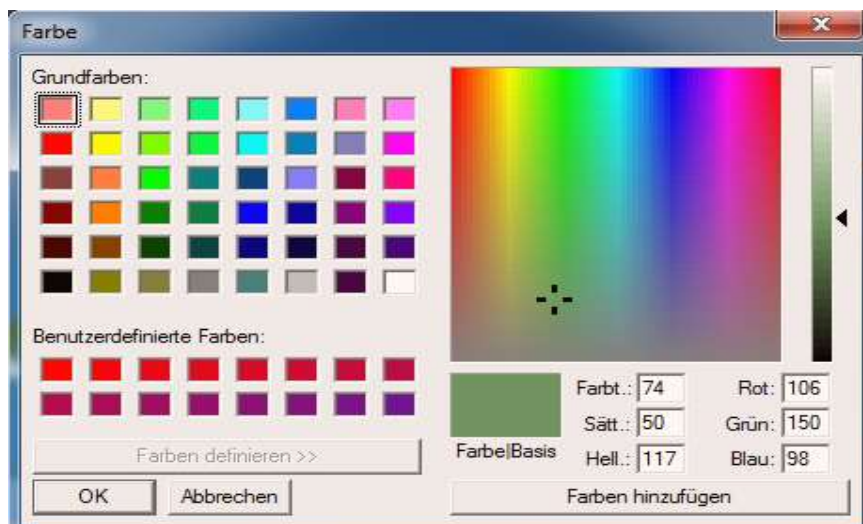 Farbe
Grundfarben:
Benutzerdefinierte Farben:
Farben definieren >>
OK Abbrechen
Farbe|Basis
Farbt.: 74 Rot: 106
Sätt.: 50 Grün: 150
Hell.: 117 Blau: 98
Farben hinzufügen